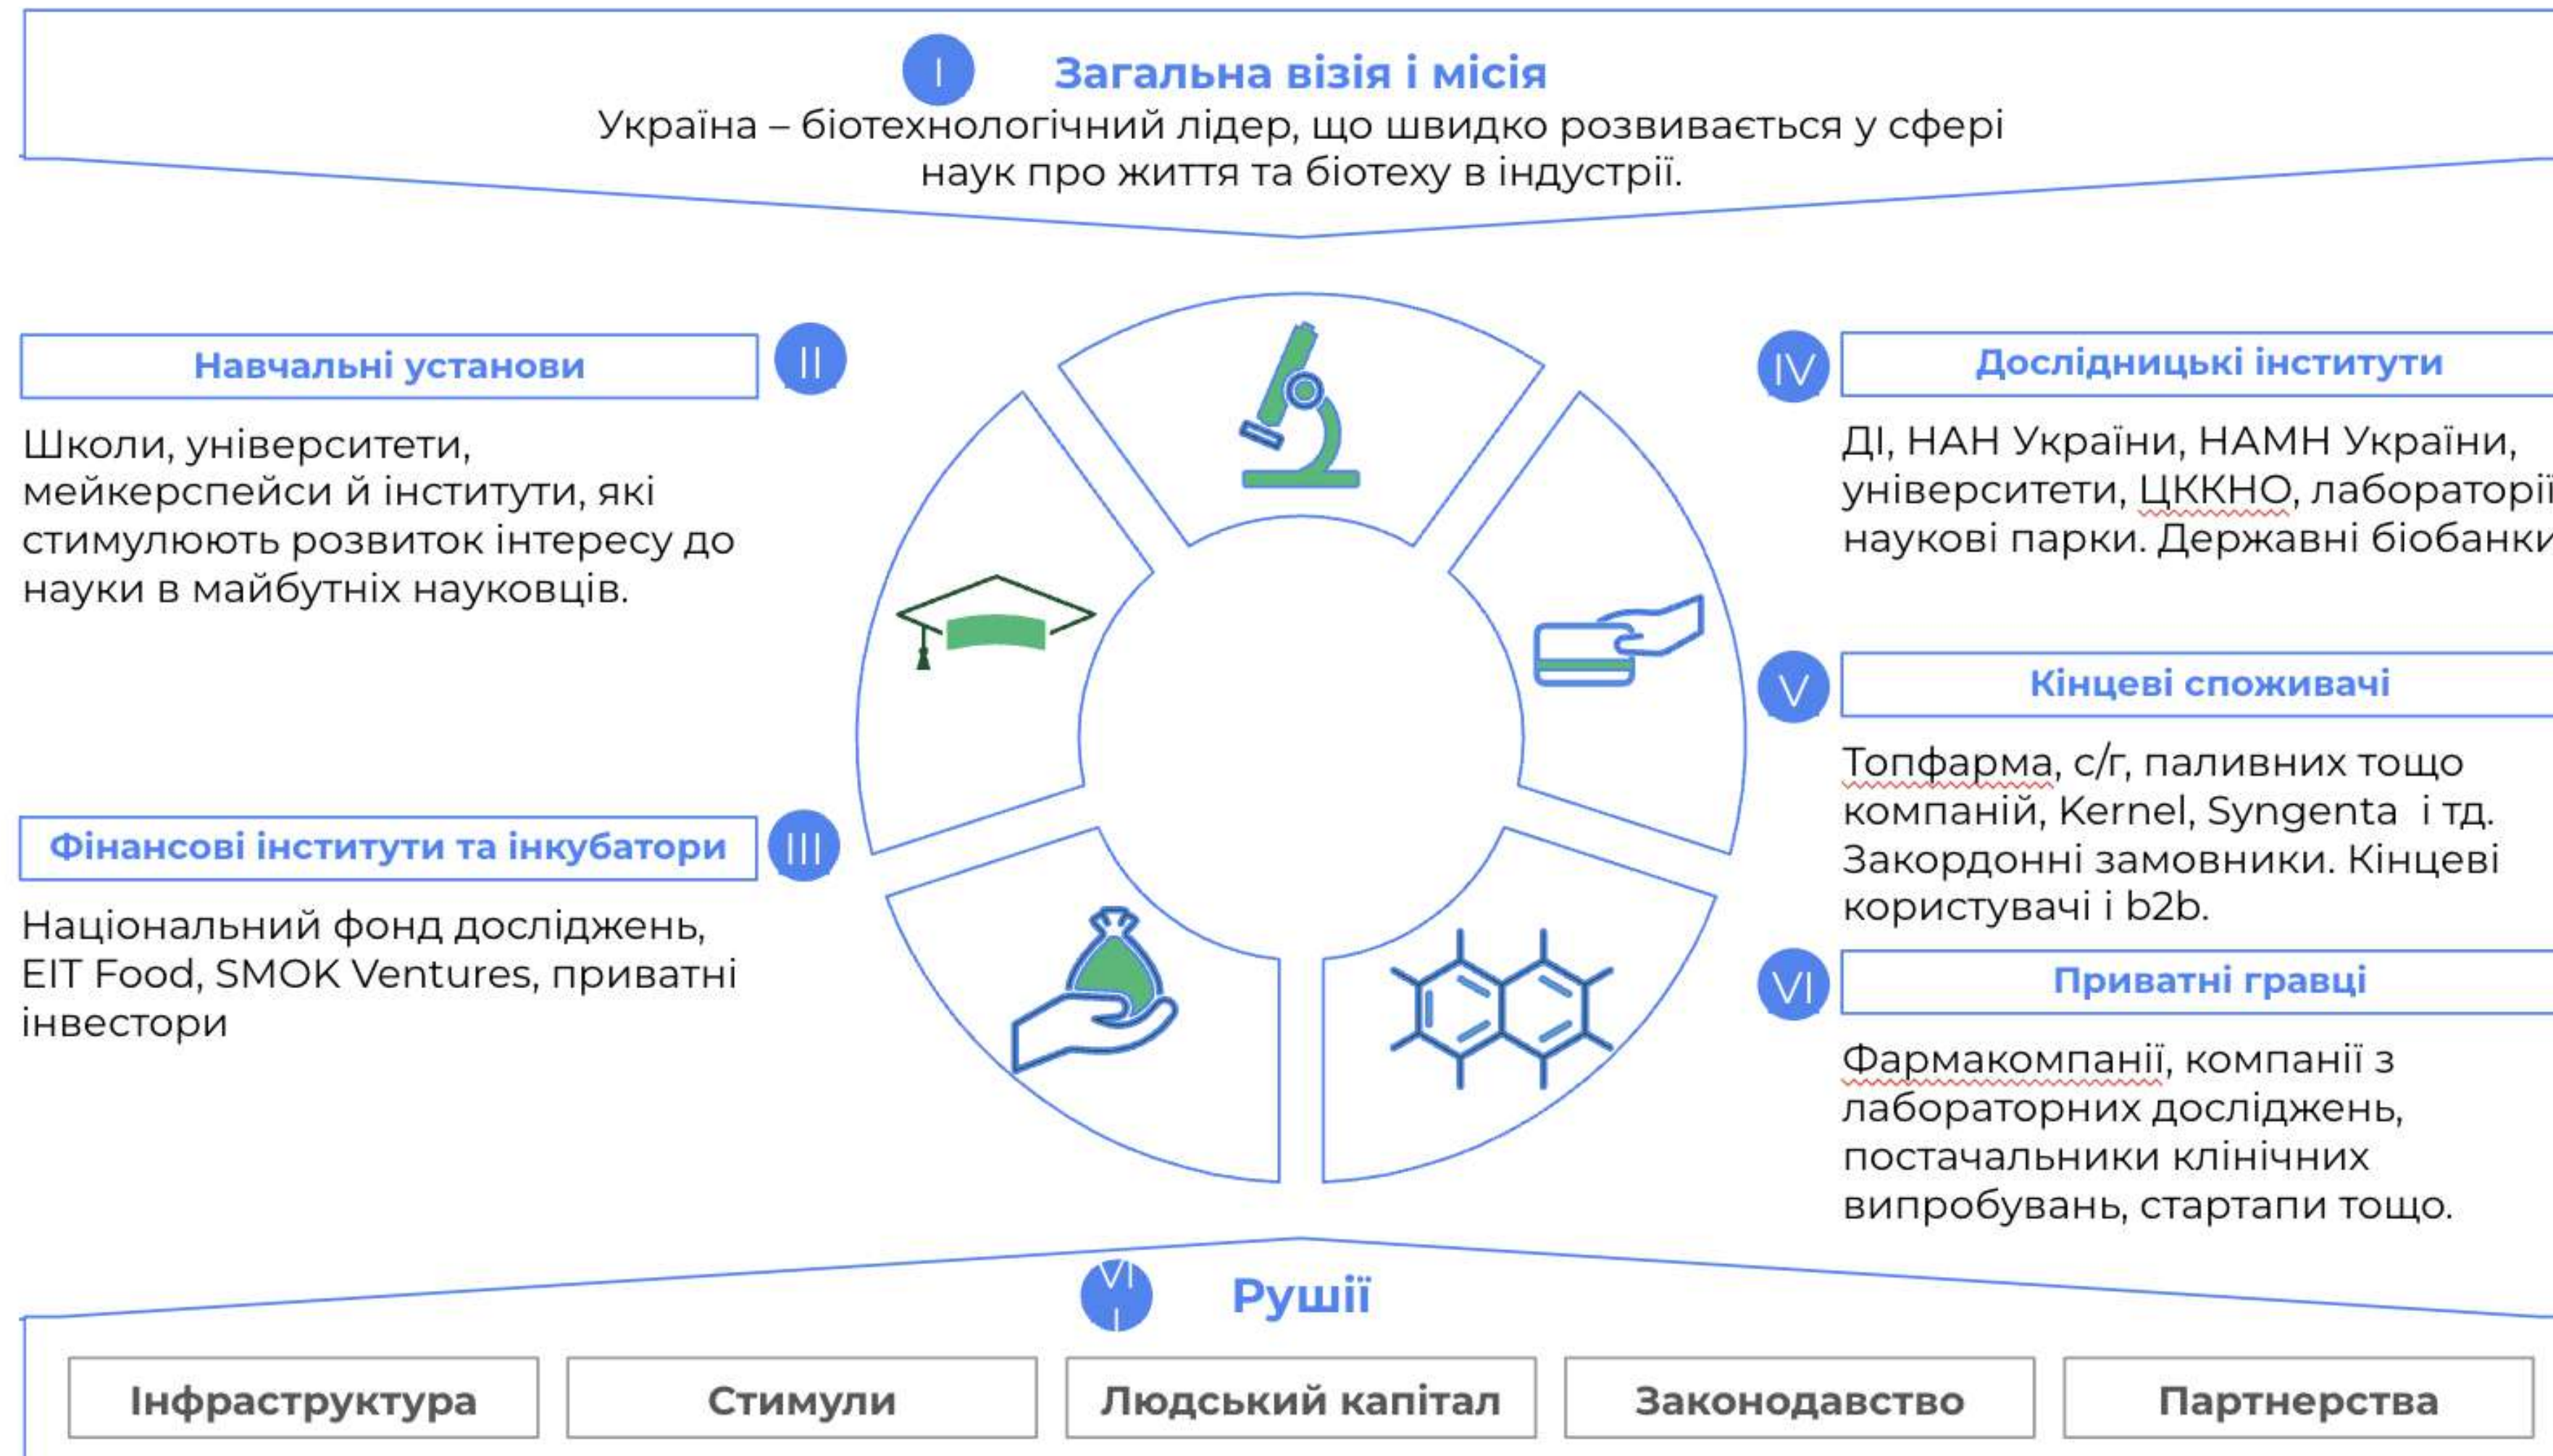 I
Загальна візія і місія
Україна – біотехнологічний лідер, що швидко розвивається у сфері
наук про життя та біотеху в індустрії.
Навчальні установи
II
Школи, університети,
мейкерспейси й інститути, які
стимулюють розвиток інтересу до
науки в майбутніх науковців.
Фінансові інститути та інкубатори
III
Національний фонд досліджень,
EIT Food, SMOK Ventures, приватні
інвестори
IV
Дослідницькі інститути
ДІ, НАН України, НАМН України,
університети, ЦККНО, лабораторії
наукові парки. Державні біобанки
V
Кінцеві споживачі
Топфарма, с/г, паливних тощо
компаній, Kernel, Syngenta і тд.
Закордонні замовники. Кінцеві
користувачі і b2b.
VI
Приватні гравці
Фармакомпанії, компанії з
лабораторних досліджень,
постачальники клінічних
випробувань, стартапи тощо.
VI
I
Рушії
Інфраструктура
Стимули
Людський капітал
Законодавство
Партнерства